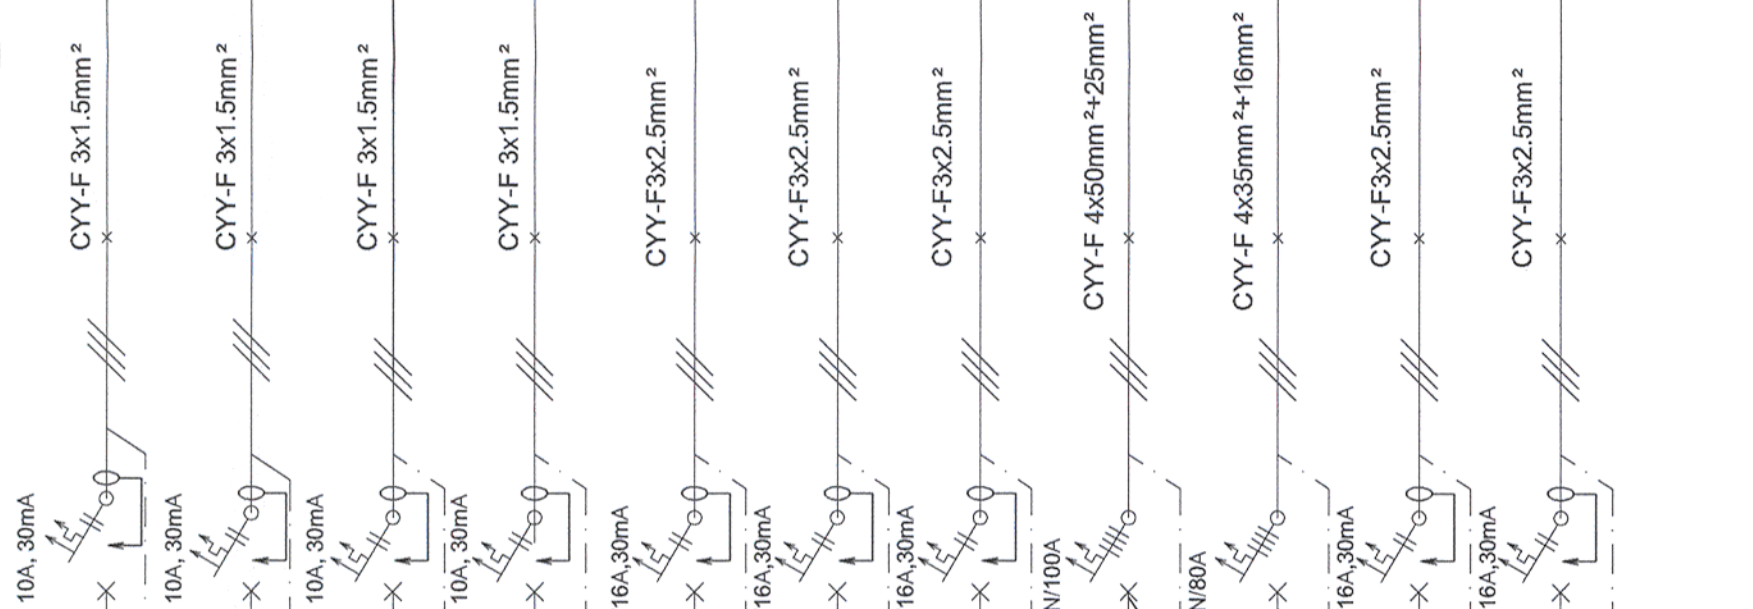 CYY-F 3x1.5mm²
CYY-F 3x1.5mm²
CYY-F 3x1.5mm²
CYY-F 3x1.5mm²
CYY-F3x2.5mm²
CYY-F3x2.5mm²
CYY-F3x2.5mm²
CYY-F 4x50mm²+25mm²
CYY-F 4x35mm²+16mm²
CYY-F3x2.5mm²
CYY-F3x2.5mm²
10A, 30mA
10A, 30mA
10A, 30mA
10A, 30mA
16A,30mA
16A,30mA
16A,30mA
N/100A
N/80A
16A,30mA
16A,30mA